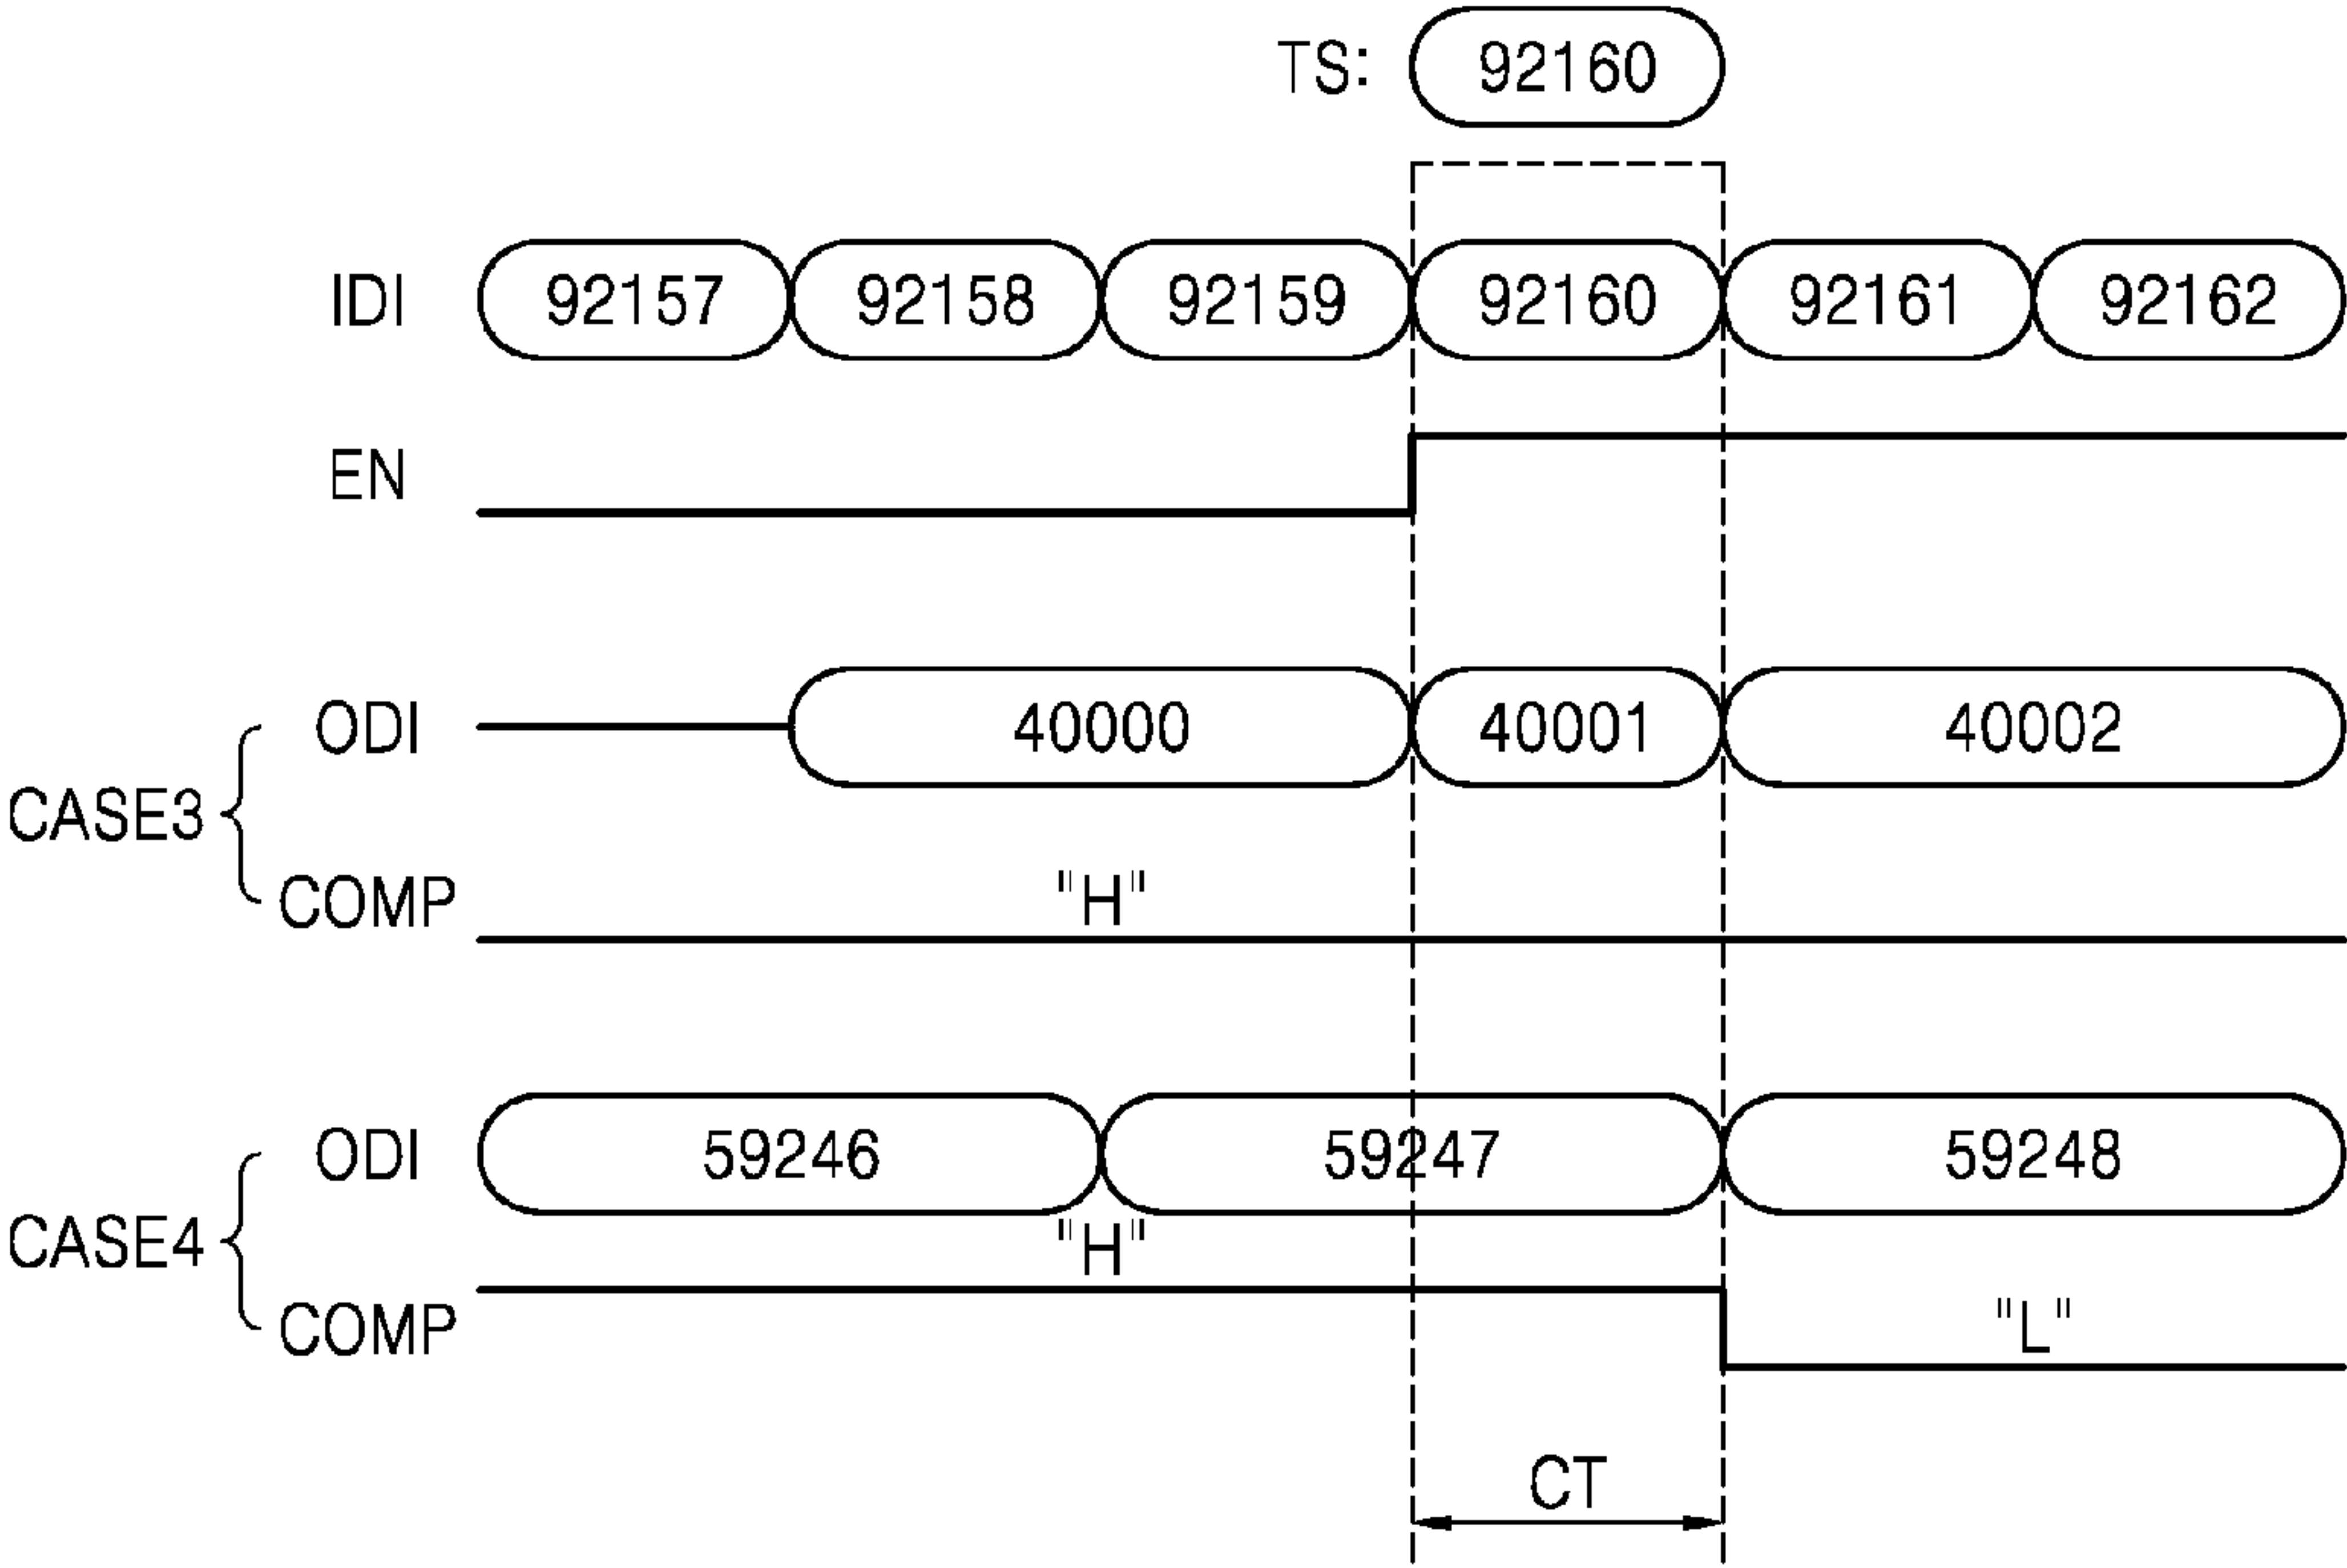 TS: 92160
IDI 92157 92158 92159 92160 92161 92162
EN
CASE3
ODI 40000 40001 40002
COMP "H"
CASE4
ODI 59246 59247 59248
COMP "H" "L"
CT